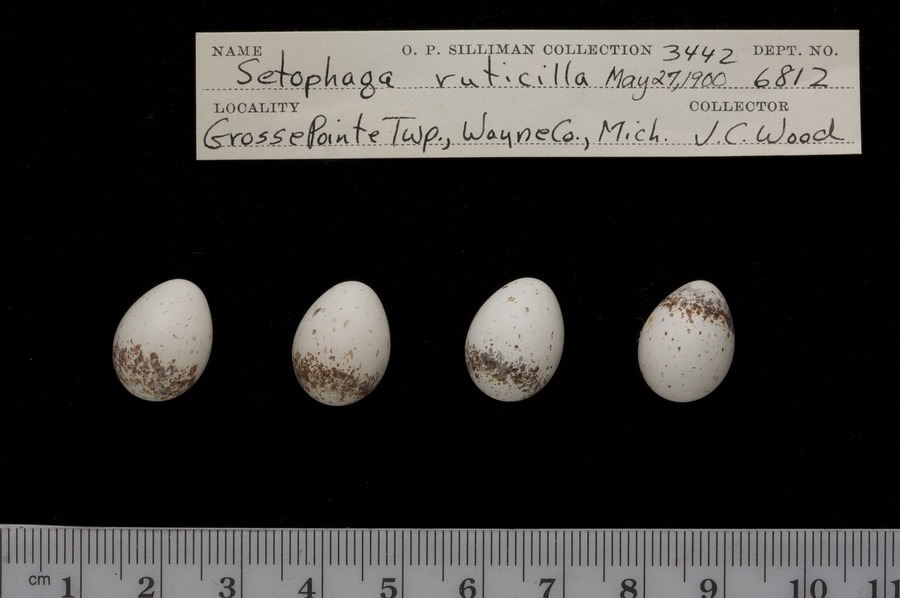 NAME O. P. SILLIMAN COLLECTION 3442 DEPT. NO.
Setophaga ruticilla May 27, 1900 6812
LOCALITY COLLECTOR
Grosse Pointe Twp., Wayne Co., Mich. J. C. Wood
cm 1 2 3 4 5 6 7 8 9 10 11